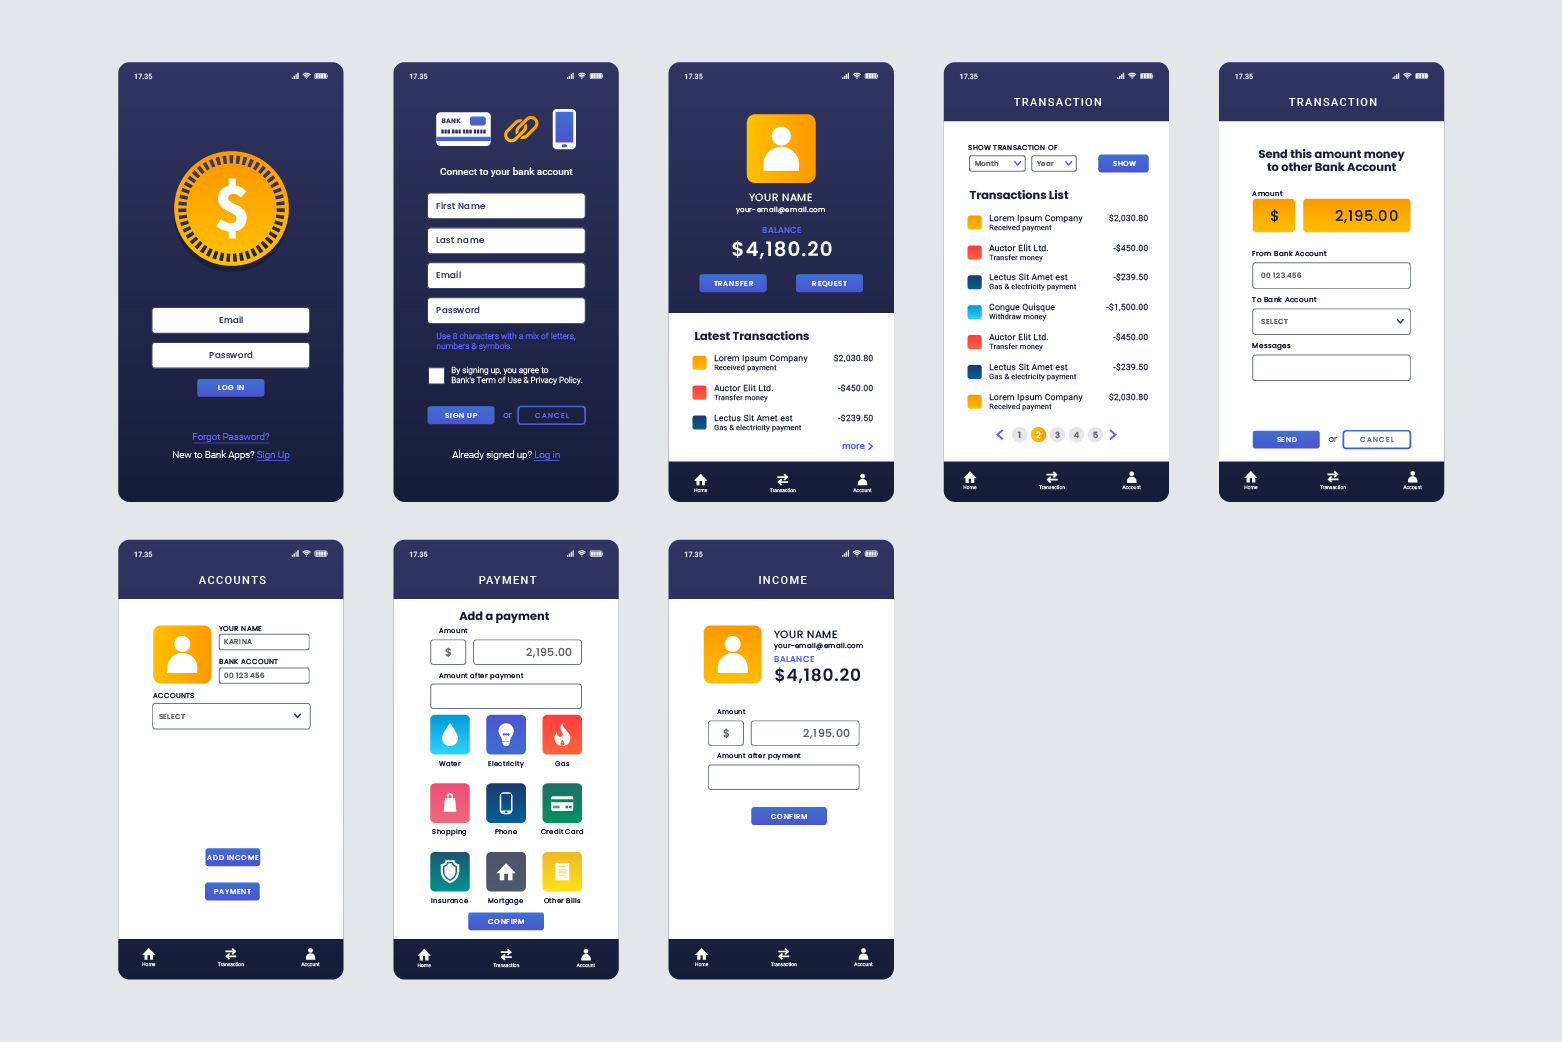 17.35
Email
Password
LOG IN
Forgot Password?
New to Bank Apps? Sign Up
17.35
BANK
Connect to your bank account
First Name
Last name
Email
Password
Use 8 characters with a mix of letters,
numbers & symbols.
By signing up, you agree to
Bank's Term of Use & Privacy Policy.
SIGN UP or CANCEL
Already signed up? Log in
17.35
YOUR NAME
your-email@email.com
BALANCE
$4,180.20
TRANSFER REQUEST
Latest Transactions
Lorem Ipsum Company $2,030.80
Received payment
Auctor Elit Ltd. -$450.00
Transfer money
Lectus Sit Amet est -$239.50
Gas & electricity payment
more
Home Transaction Account
17.35
TRANSACTION
SHOW TRANSACTION OF
Month Year SHOW
Transactions List
Lorem Ipsum Company $2,030.80
Received payment
Auctor Elit Ltd. -$450.00
Transfer money
Lectus Sit Amet est -$239.50
Gas & electricity payment
Congue Quisque -$1,500.00
Withdraw money
Auctor Elit Ltd. -$450.00
Transfer money
Lectus Sit Amet est -$239.50
Gas & electricity payment
Lorem Ipsum Company $2,030.80
Received payment
1 2 3 4 5
Home Transaction Account
17.35
TRANSACTION
Send this amount money
to other Bank Account
Amount
$ 2,195.00
From Bank Account
00 123 456
To Bank Account
SELECT
Messages
SEND or CANCEL
Home Transaction Account
17.35
ACCOUNTS
YOUR NAME
KARINA
BANK ACCOUNT
00 123 456
ACCOUNTS
SELECT
ADD INCOME
PAYMENT
Home Transaction Account
17.35
PAYMENT
Add a payment
Amount
$ 2,195.00
Amount after payment
Water Electricity Gas
Shopping Phone Credit Card
Insurance Mortgage Other Bills
CONFIRM
Home Transaction Account
17.35
INCOME
YOUR NAME
your-email@email.com
BALANCE
$4,180.20
Amount
$ 2,195.00
Amount after payment
CONFIRM
Home Transaction Account